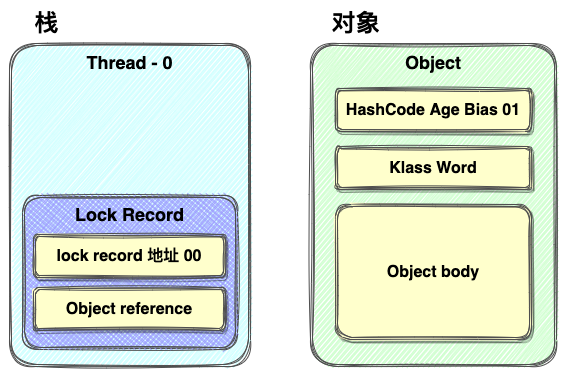 栈
Thread - 0
Lock Record
lock record 地址 00
Object reference
对象
Object
HashCode Age Bias 01
Klass Word
Object body